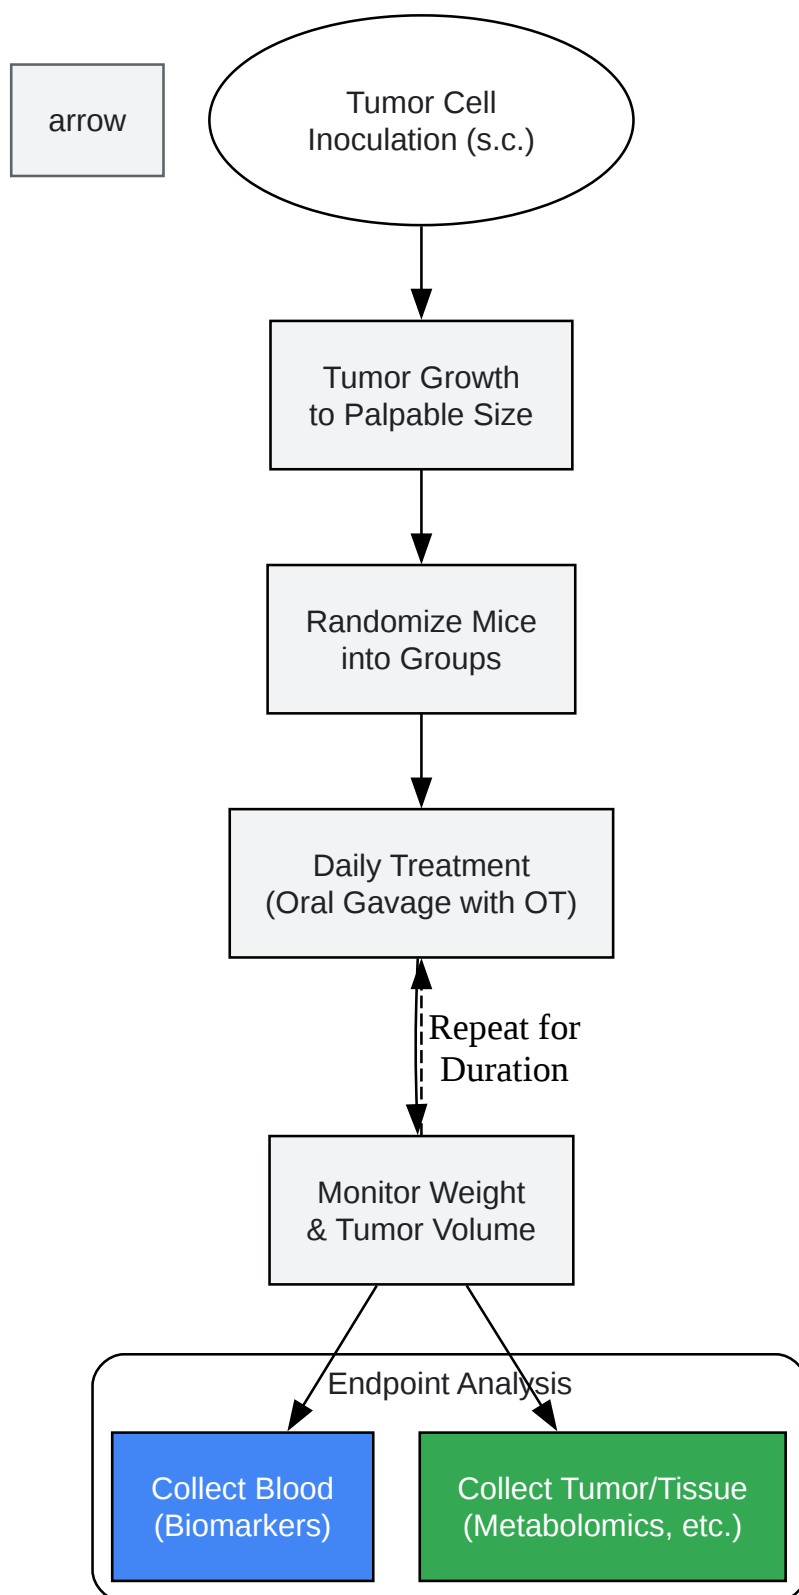 arrow
Tumor Cell
Inoculation (s.c.)
Tumor Growth
to Palpable Size
Randomize Mice
into Groups
Daily Treatment
(Oral Gavage with OT)
Repeat for
Duration
Monitor Weight
& Tumor Volume
Endpoint Analysis
Collect Blood
(Biomarkers)
Collect Tumor/Tissue
(Metabolomics, etc.)